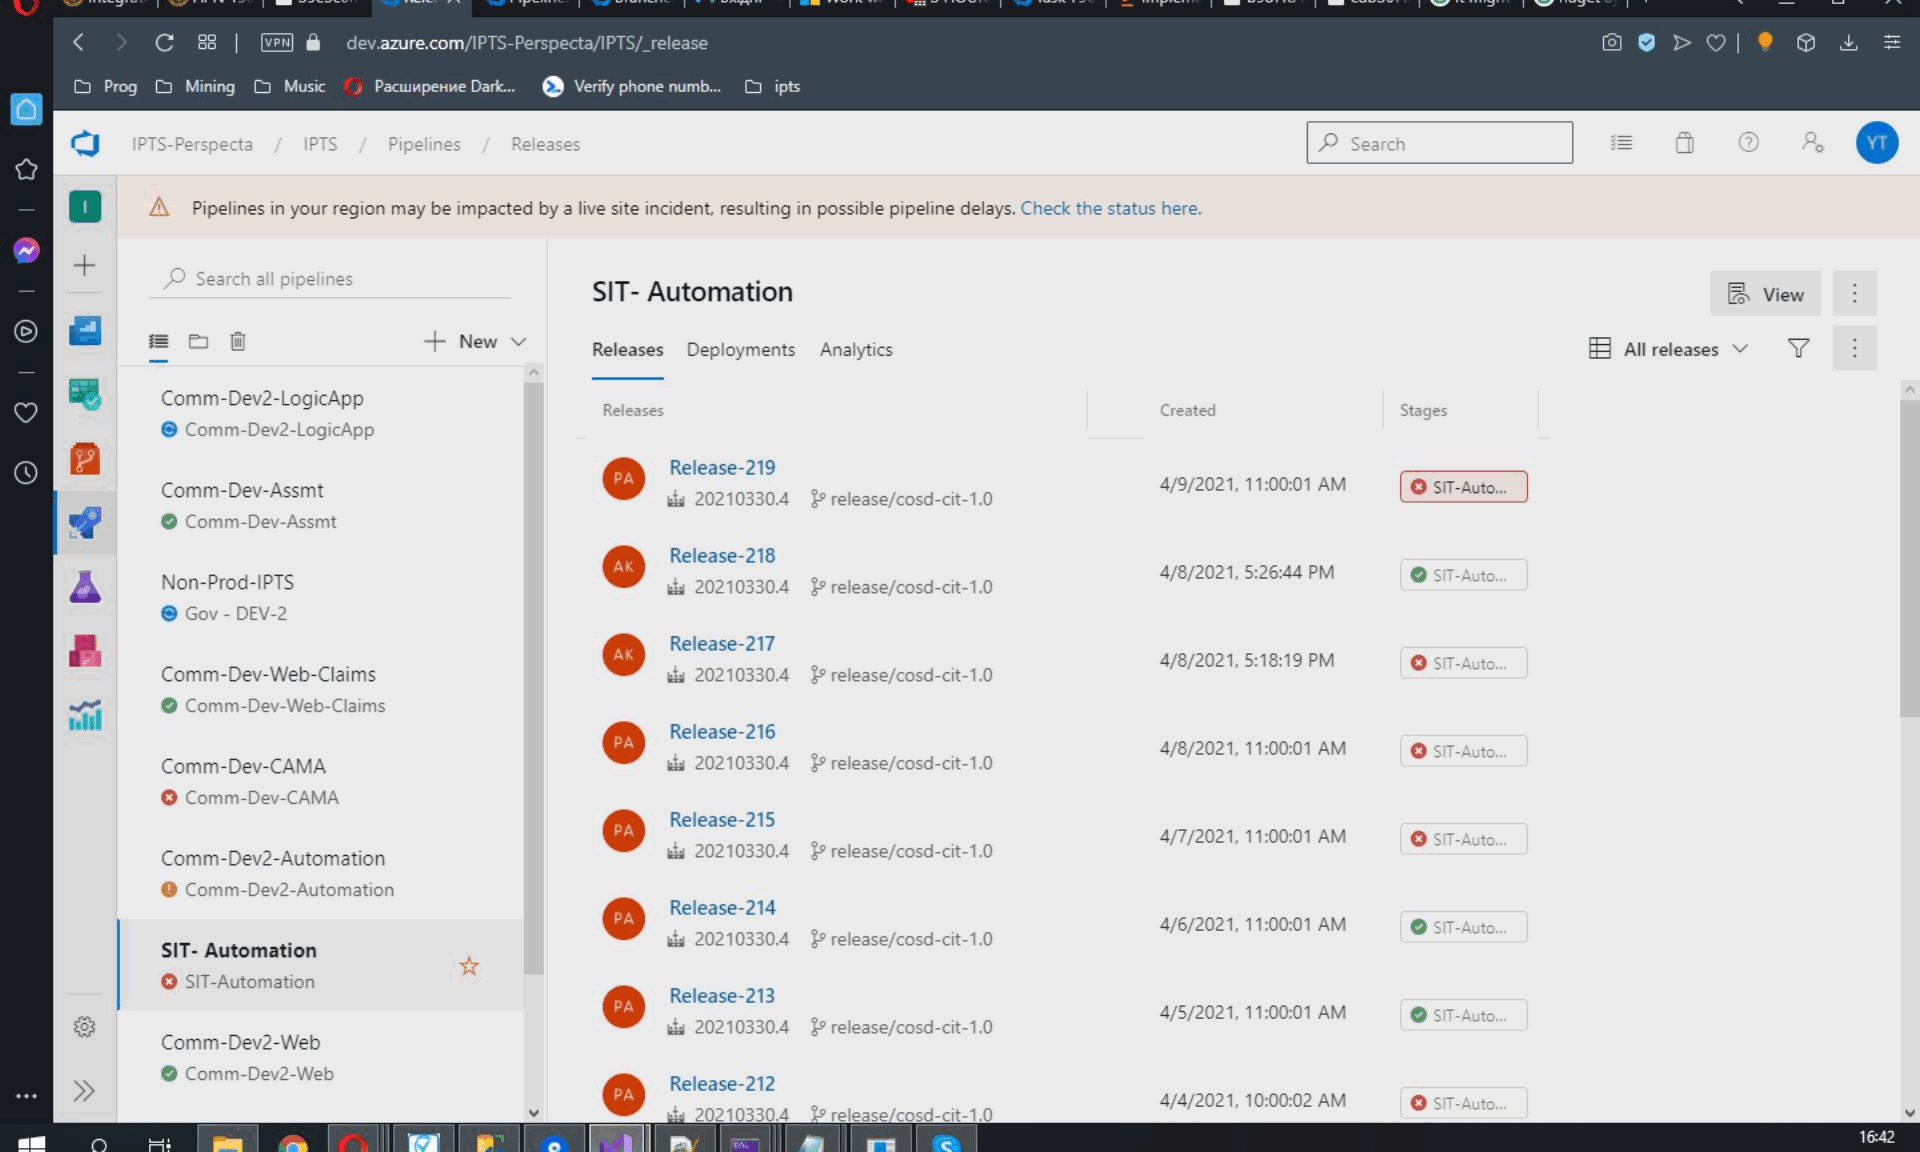 VPN dev.azure.com/IPTS-Perspecta/IPTS/_release
Prog Mining Music Расширение Dark... Verify phone numb... ipts
IPTS-Perspecta / IPTS / Pipelines / Releases
Search
YT
I
Pipelines in your region may be impacted by a live site incident, resulting in possible pipeline delays. Check the status here.
Search all pipelines
New
Comm-Dev2-LogicApp
Comm-Dev2-LogicApp
Comm-Dev-Assmt
Comm-Dev-Assmt
Non-Prod-IPTS
Gov - DEV-2
Comm-Dev-Web-Claims
Comm-Dev-Web-Claims
Comm-Dev-CAMA
Comm-Dev-CAMA
Comm-Dev2-Automation
Comm-Dev2-Automation
SIT- Automation
SIT-Automation
Comm-Dev2-Web
Comm-Dev2-Web
SIT- Automation
View
Releases Deployments Analytics
All releases
Releases Created Stages
PA Release-219
20210330.4 release/cosd-cit-1.0
4/9/2021, 11:00:01 AM
SIT-Auto...
AK Release-218
20210330.4 release/cosd-cit-1.0
4/8/2021, 5:26:44 PM
SIT-Auto...
AK Release-217
20210330.4 release/cosd-cit-1.0
4/8/2021, 5:18:19 PM
SIT-Auto...
PA Release-216
20210330.4 release/cosd-cit-1.0
4/8/2021, 11:00:01 AM
SIT-Auto...
PA Release-215
20210330.4 release/cosd-cit-1.0
4/7/2021, 11:00:01 AM
SIT-Auto...
PA Release-214
20210330.4 release/cosd-cit-1.0
4/6/2021, 11:00:01 AM
SIT-Auto...
PA Release-213
20210330.4 release/cosd-cit-1.0
4/5/2021, 11:00:01 AM
SIT-Auto...
PA Release-212
20210330.4 release/cosd-cit-1.0
4/4/2021, 10:00:02 AM
SIT-Auto...
16:42